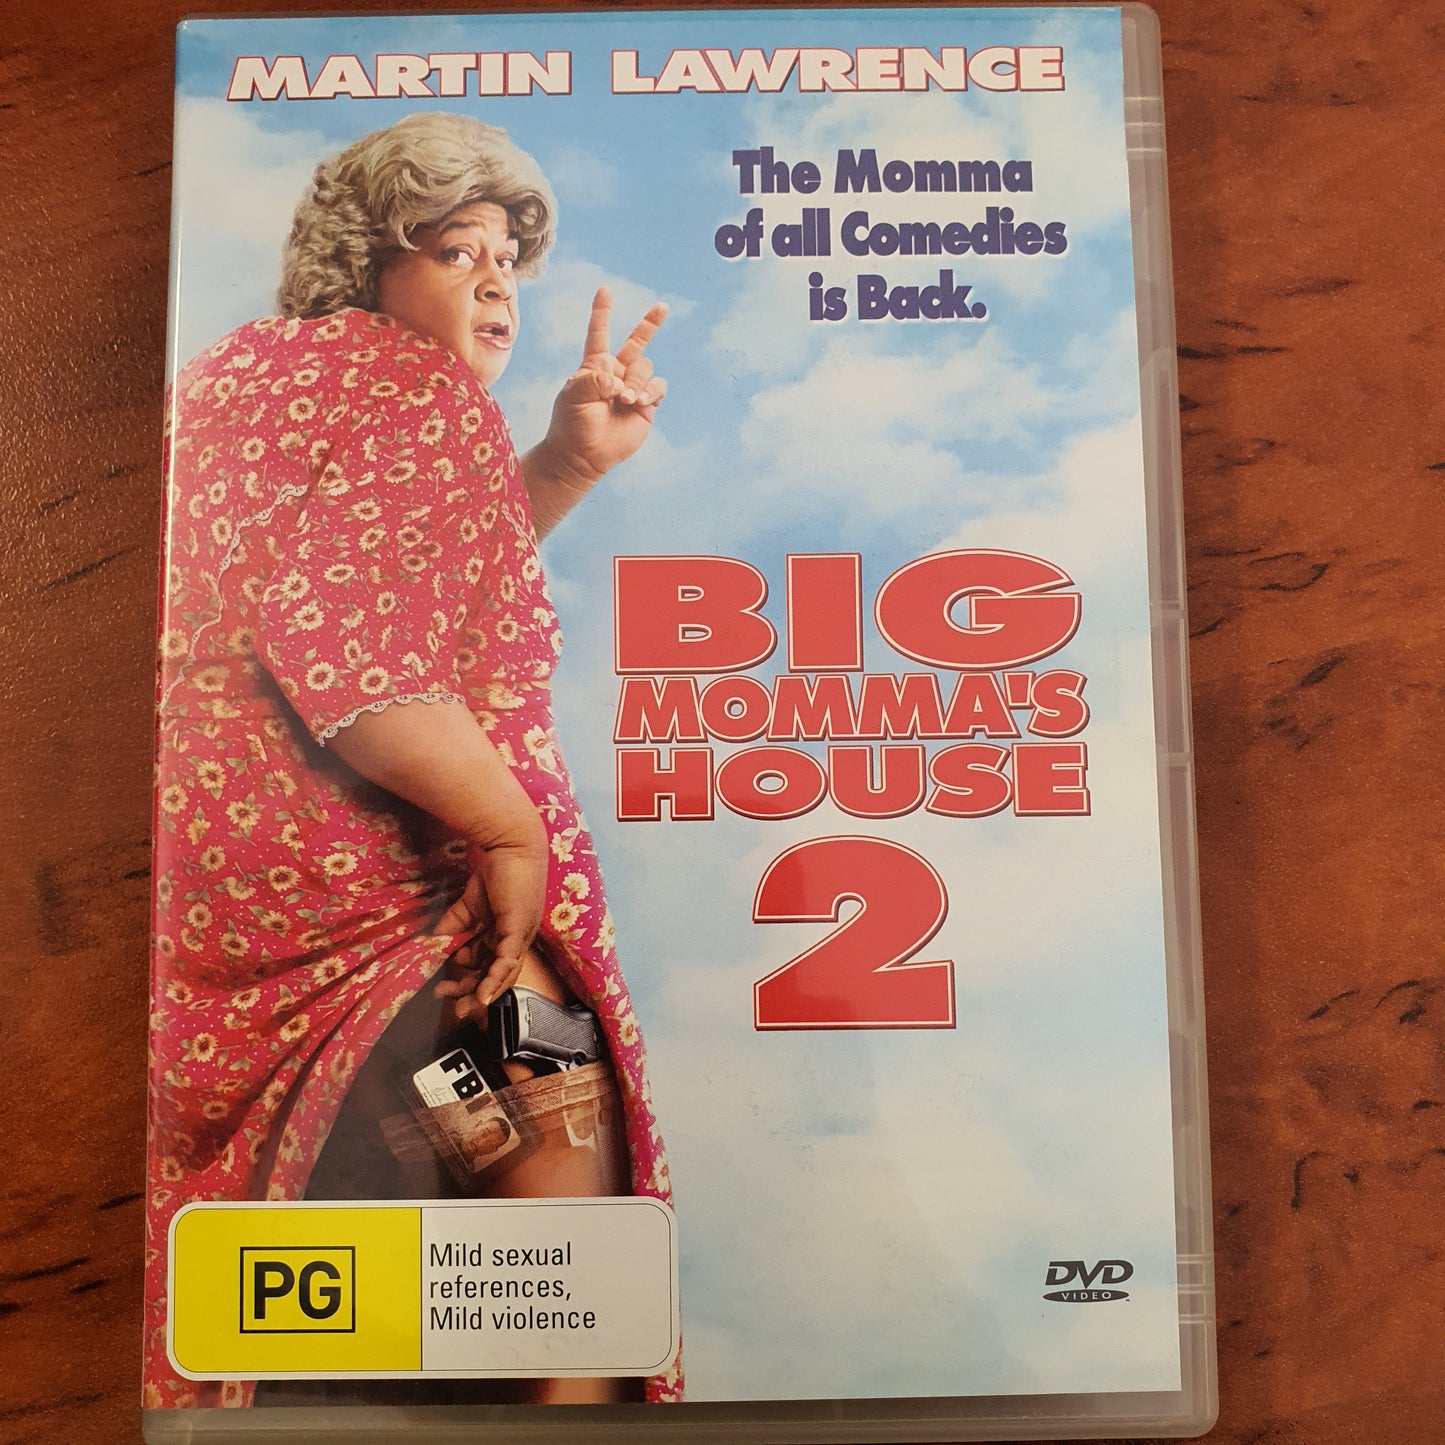 MARTIN LAWRENCE
The Momma
of all Comedies
is Back.
BIG
MOMMA'S
HOUSE
2
FBI
PG
Mild sexual
references,
Mild violence
DVD
VIDEO